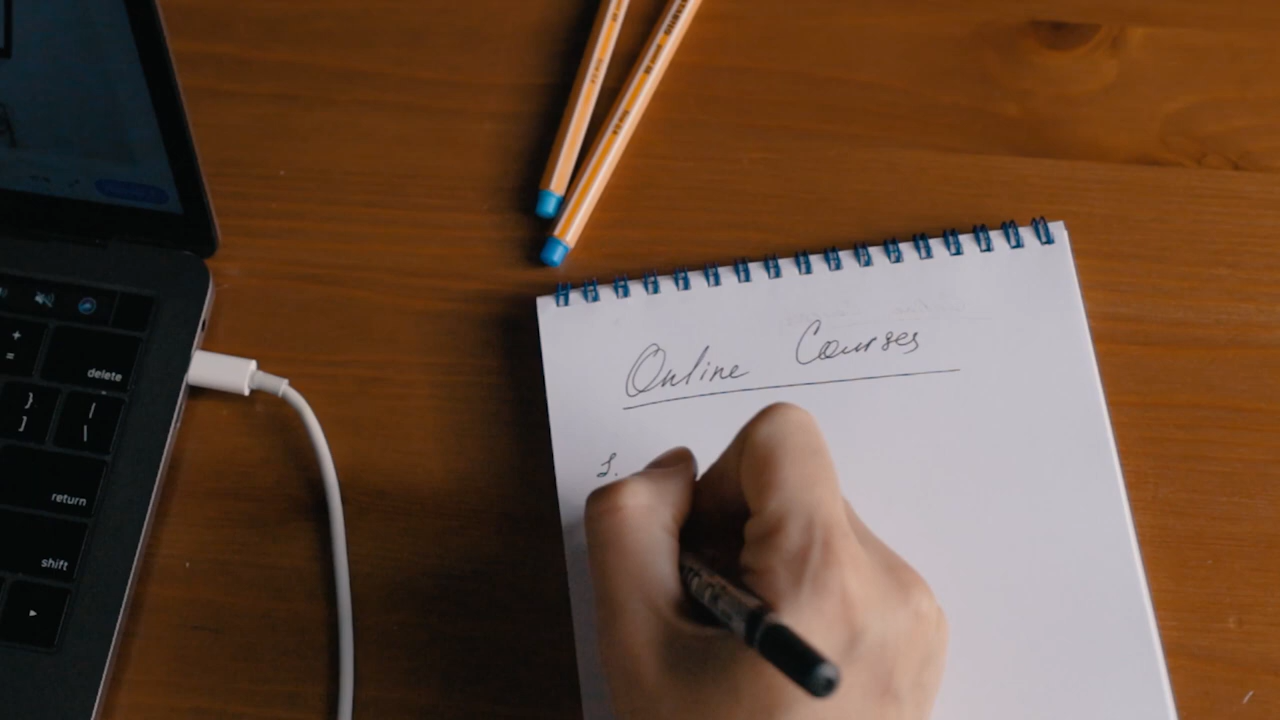 Online Courses
1.
+
=
delete
}
]
|
\
return
shift